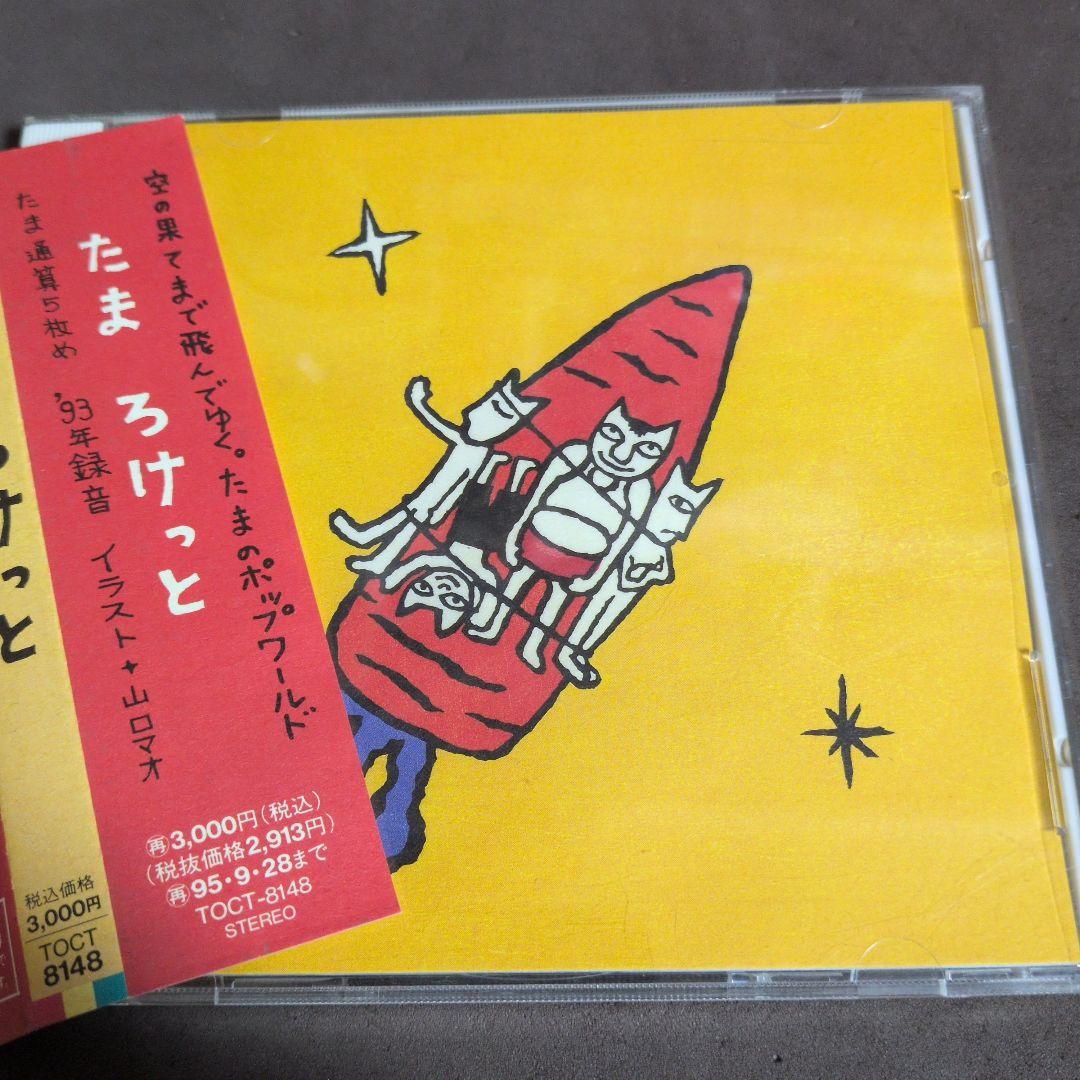 空の果てまで飛んでゆく。たまのポップワールド
たま ろけっと
たま通算5枚め '93年録音 イラスト+山口マオ
再3,000円(税込)
(税抜価格2,913円)
再95・9・28まで
TOCT-8148
STEREO
けっと
税込価格
3,000円
TOCT
8148